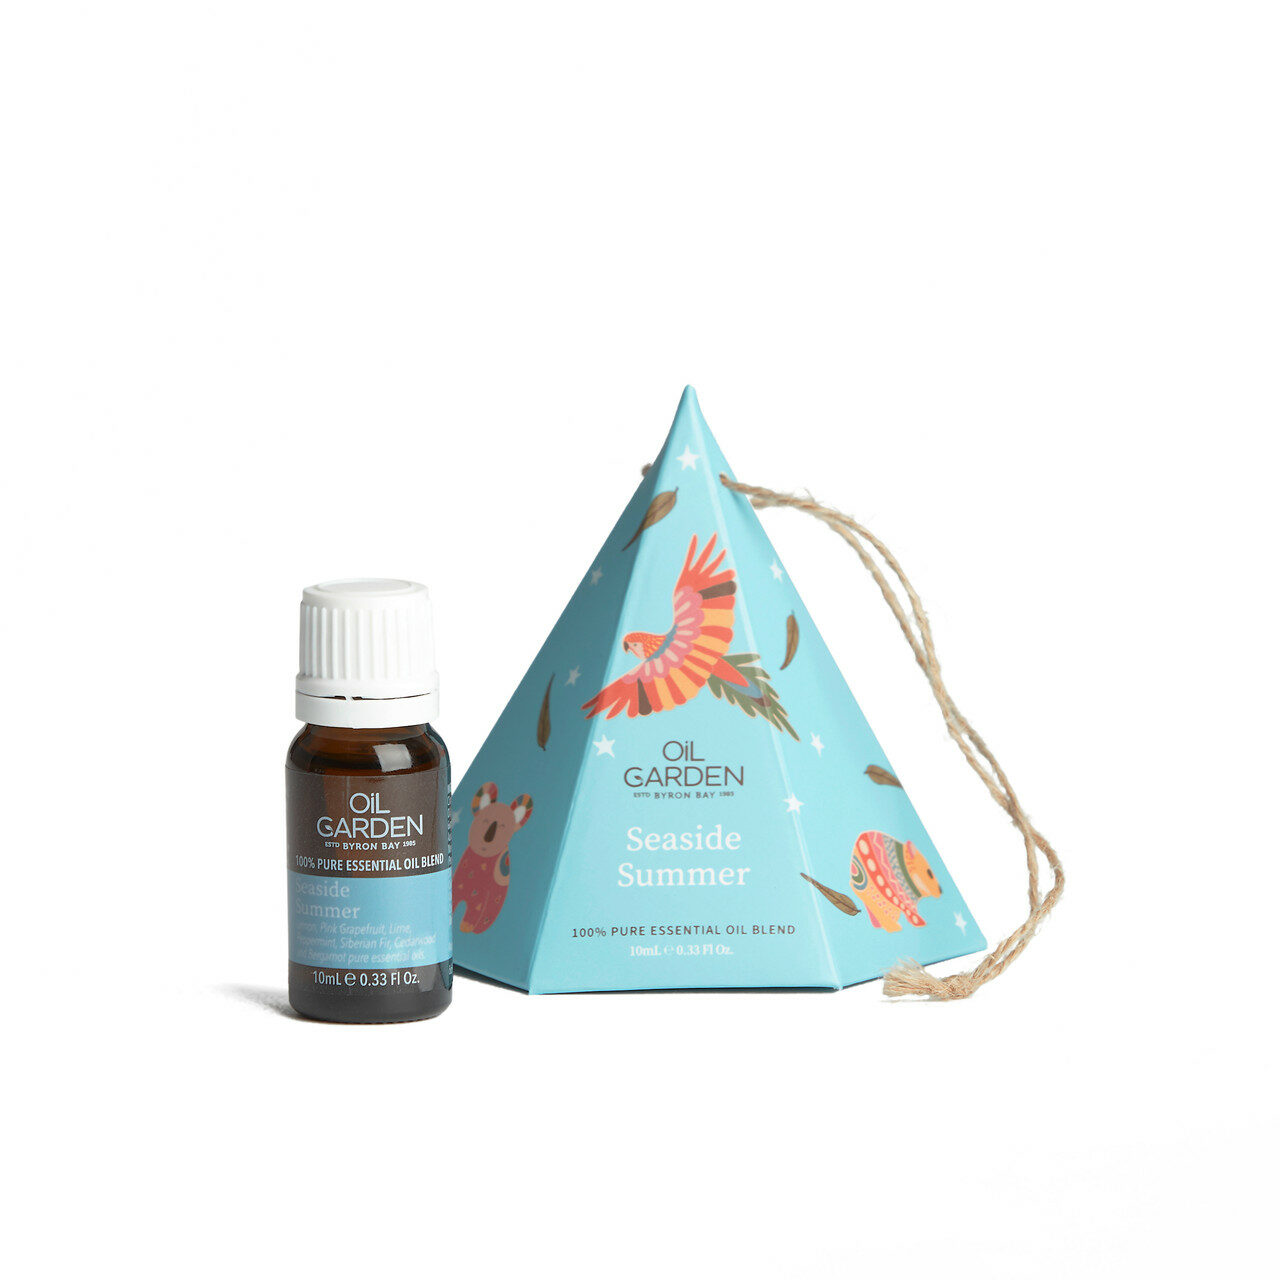 OiL
GARDEN
ESTD BYRON BAY 1985
100% PURE ESSENTIAL OIL BLEND
Seaside
Summer
Lemon, Pink Grapefruit, Lime,
Peppermint, Siberian Fir, Cedarwood
and bergamot pure essential oils.
10mL ℮ 0.33 Fl Oz.
OiL
GARDEN
ESTD BYRON BAY 1985
Seaside
Summer
100% PURE ESSENTIAL OIL BLEND
10mL ℮ 0.33 Fl Oz.